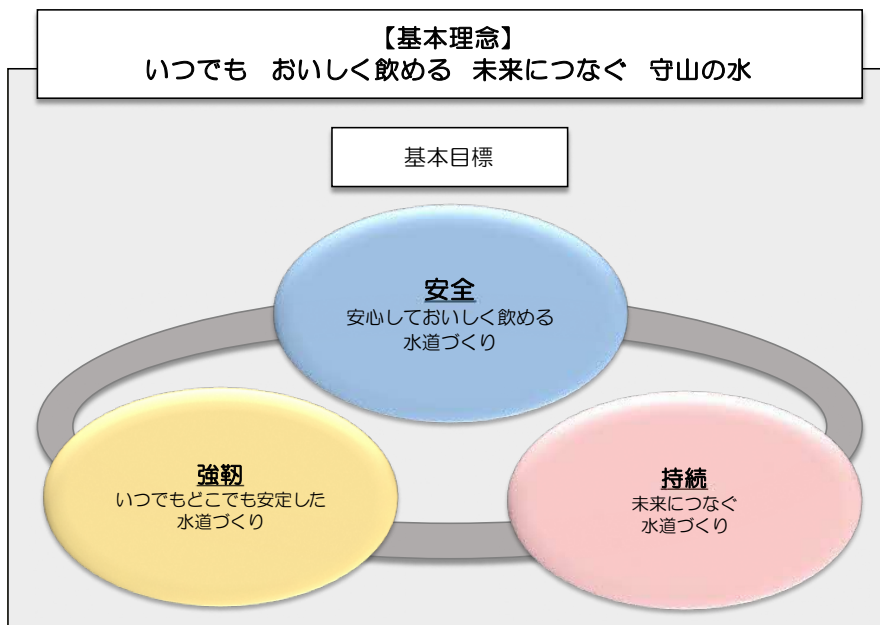 【基本理念】
いつでも おいしく飲める 未来につなぐ 守山の水
基本目標
安全
安心しておいしく飲める
水道づくり
強靭
いつでもどこでも安定した
水道づくり
持続
未来につなぐ
水道づくり